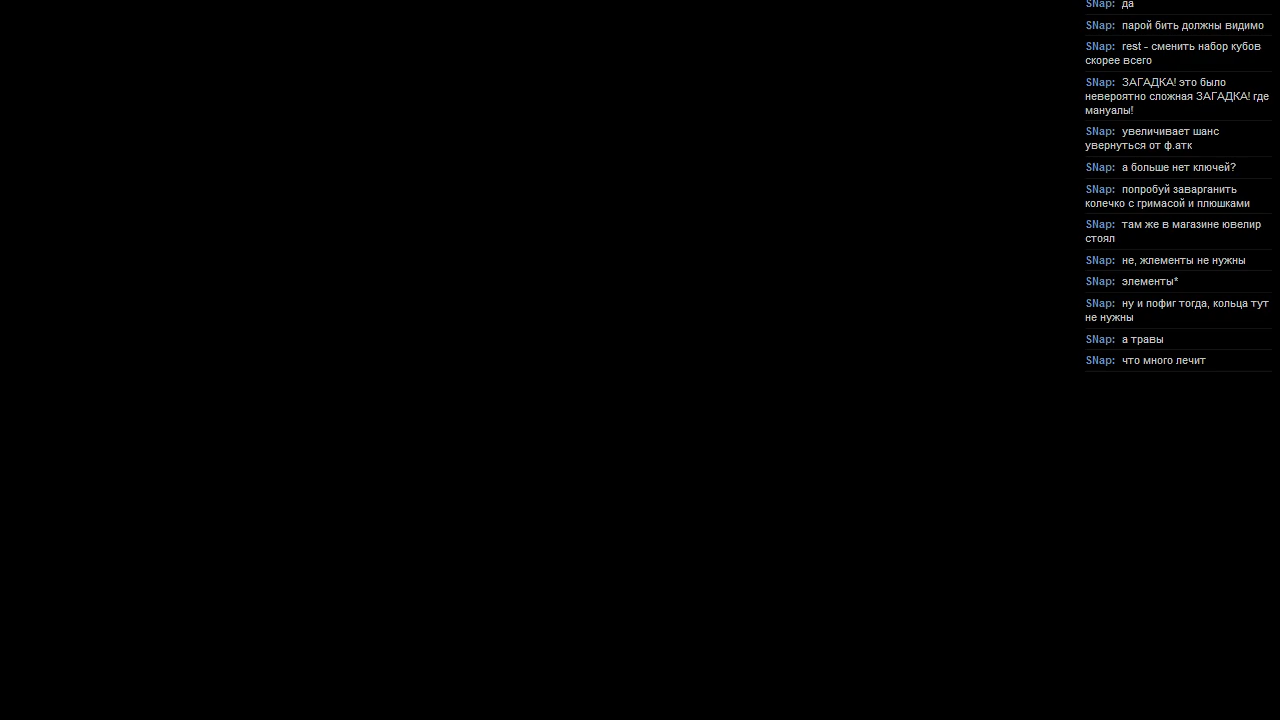 SNap: да
SNap: парой бить должны видимо
SNap: rest - сменить набор кубов
скорее всего
SNap: ЗАГАДКА! это было
невероятно сложная ЗАГАДКА! где
мануалы!
SNap: увеличивает шанс
увернуться от ф.атк
SNap: а больше нет ключей?
SNap: попробуй заварганить
колечко с гримасой и плюшками
SNap: там же в магазине ювелир
стоял
SNap: не, жлементы не нужны
SNap: элементы*
SNap: ну и пофиг тогда, кольца тут
не нужны
SNap: а травы
SNap: что много лечит